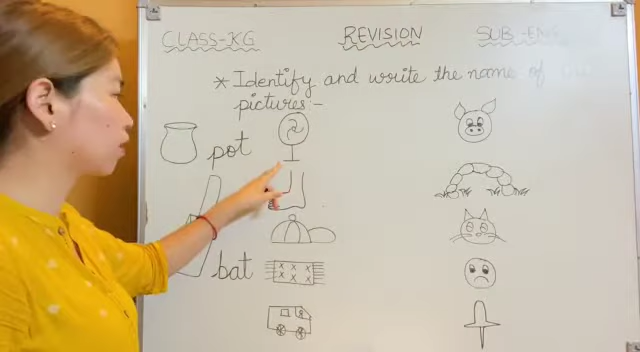 CLASS-KG
REVISION
SUB-ENG
* Identify and write the name of
pictures -
pot
bat